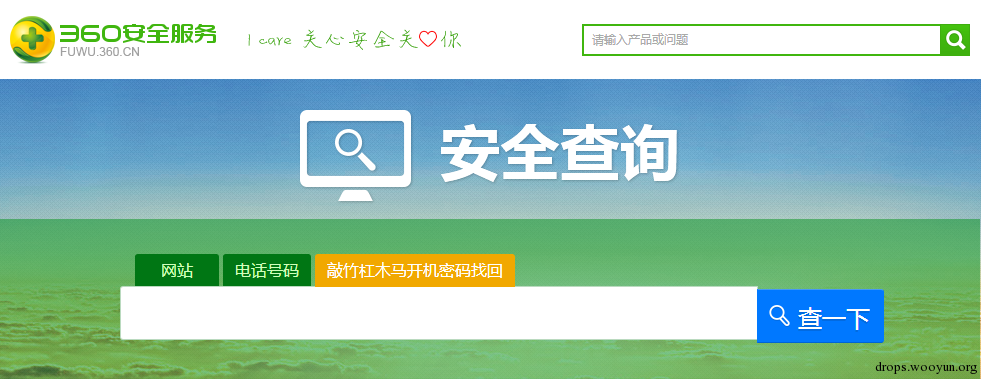 360安全服务
FUWU.360.CN
I care 关心安全关♡你
请输入产品或问题
安全查询
网站
电话号码
敲竹杠木马开机密码找回
查一下
drops.wooyun.org